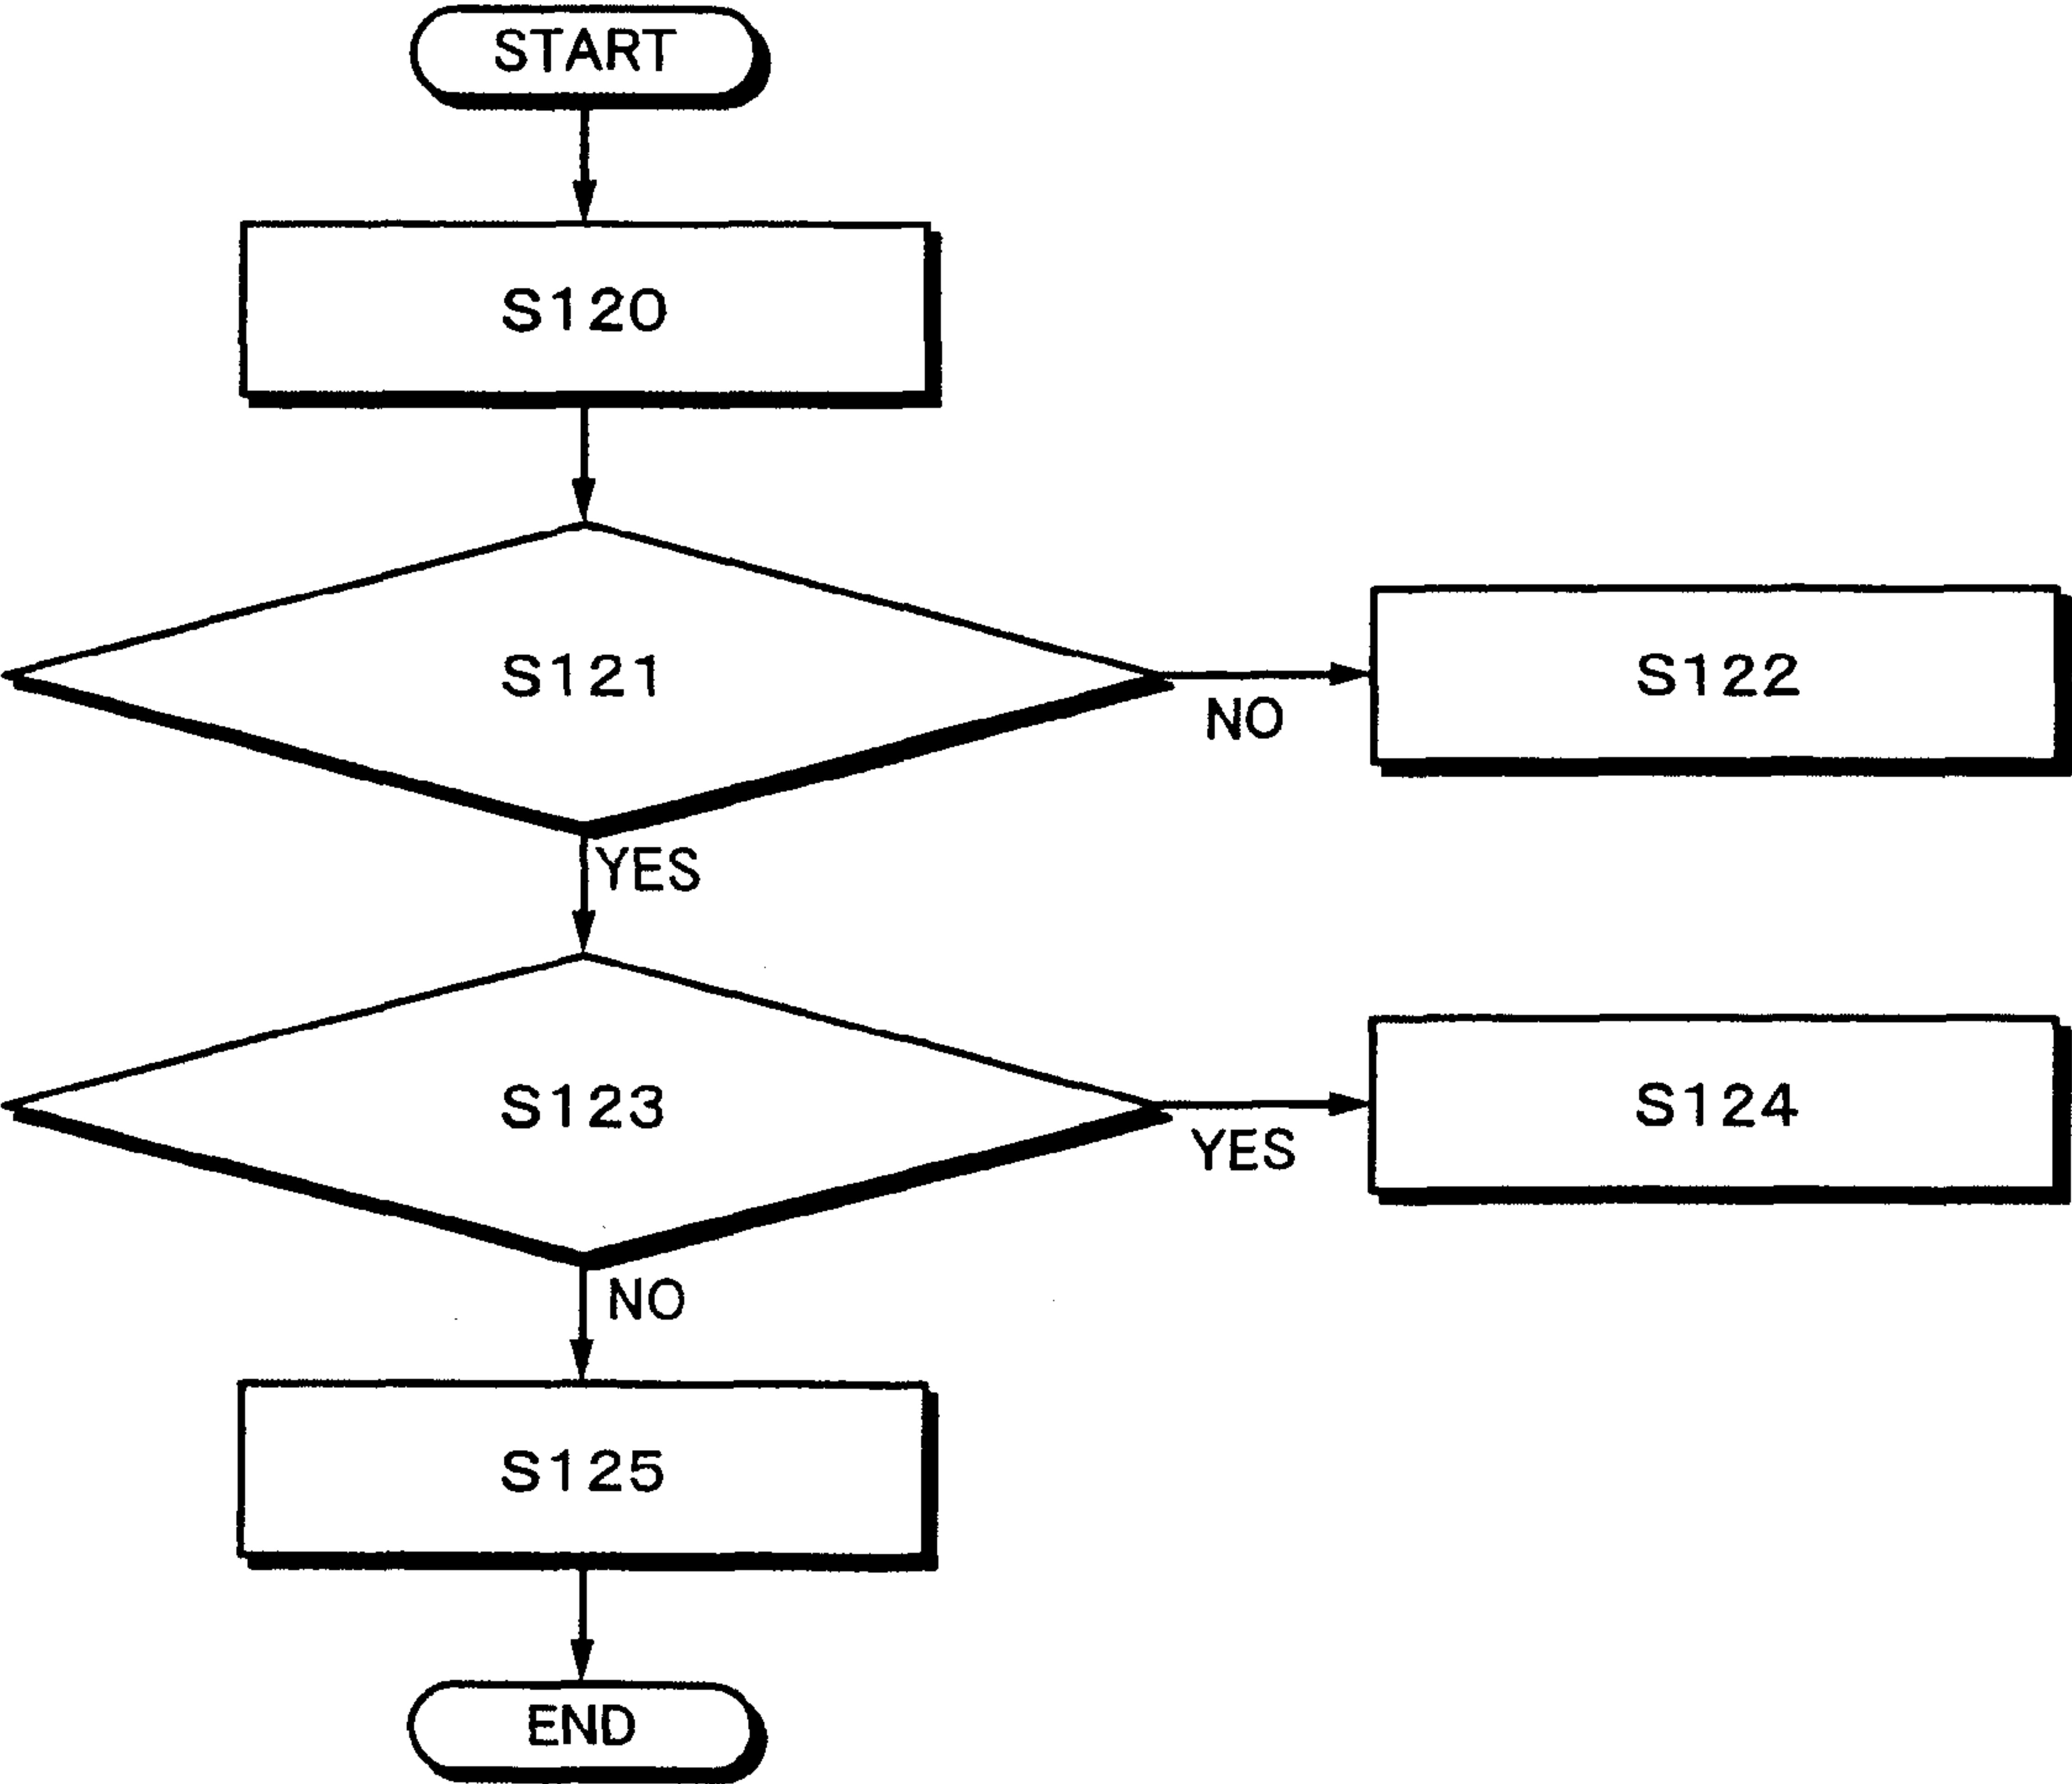 START
S120
S121
S122
NO
YES
S123
S124
YES
NO
S125
END